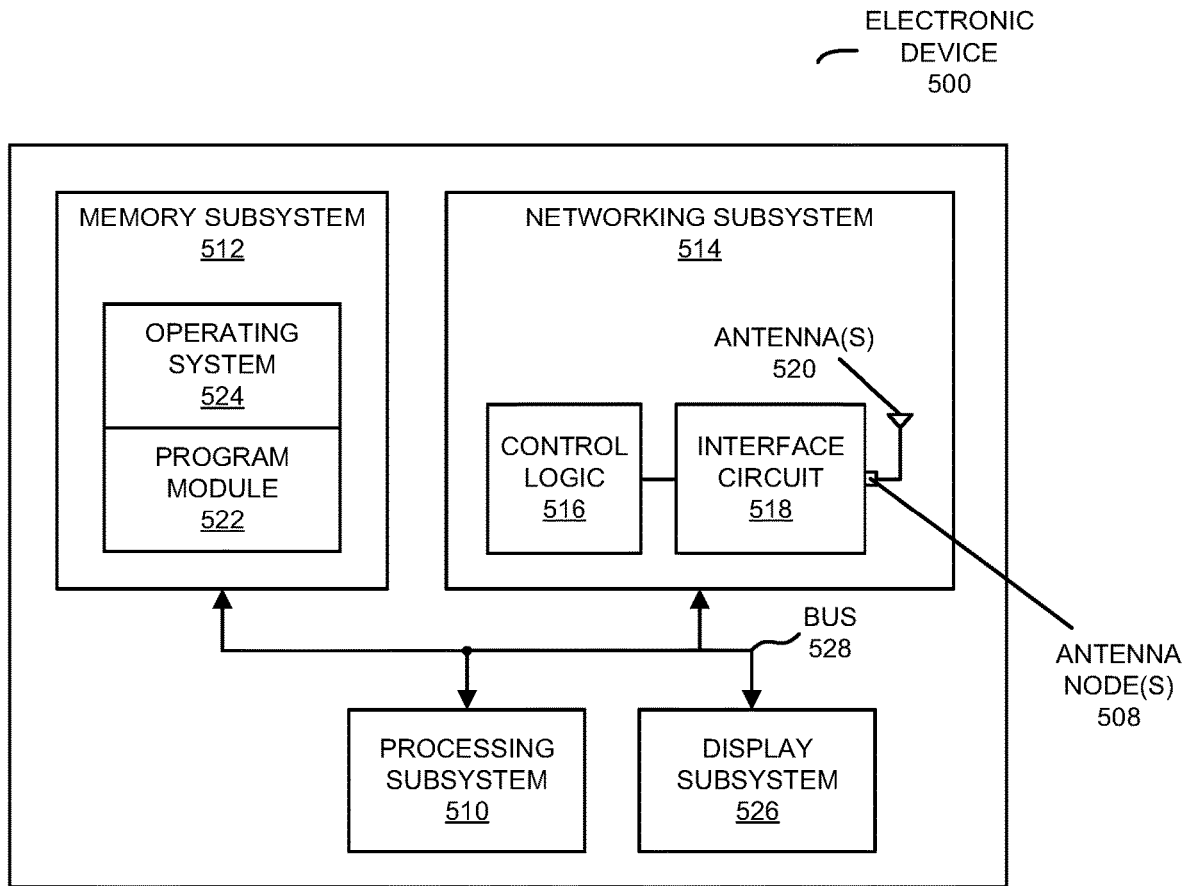 ELECTRONIC
DEVICE
500
MEMORY SUBSYSTEM
512
OPERATING
SYSTEM
524
PROGRAM
MODULE
522
NETWORKING SUBSYSTEM
514
ANTENNA(S)
520
CONTROL
LOGIC
516
INTERFACE
CIRCUIT
518
BUS
528
ANTENNA
NODE(S)
508
PROCESSING
SUBSYSTEM
510
DISPLAY
SUBSYSTEM
526